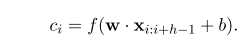 c_i = f(w · x_{i:i+h−1} + b).